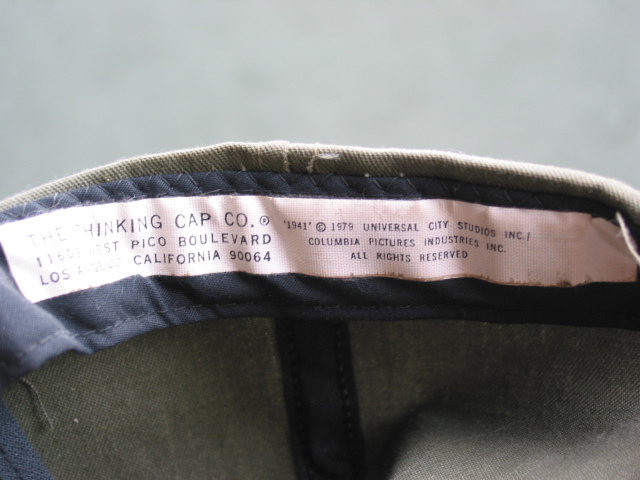 THE THINKING CAP CO.®
WEST PICO BOULEVARD
LOS CALIFORNIA 90064
"1941" © 1979 UNIVERSAL CITY STUDIOS INC./
COLUMBIA PICTURES INDUSTRIES INC.
ALL RIGHTS RESERVED